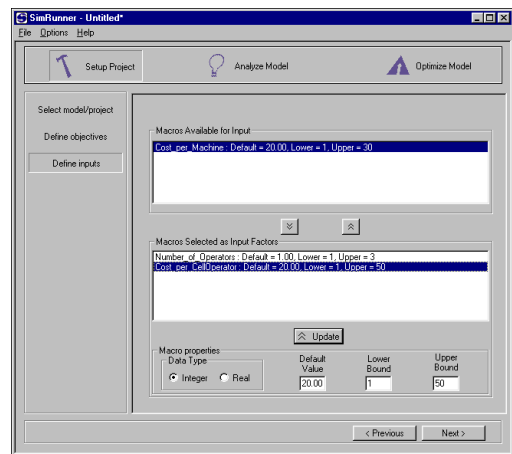 SimRunner - Untitled*
File Options Help
Setup Project Analyze Model Optimize Model
Select model/project
Define objectives
Define inputs
Macros Available for Input
Cost_per_Machine : Default = 20.00, Lower = 1, Upper = 30
Macros Selected as Input Factors
Number_of_Operators : Default = 1.00, Lower = 1, Upper = 3
Cost_per_CellOperator : Default = 20.00, Lower = 1, Upper = 50
Update
Macro properties
Data Type
Integer Real
Default Value
Lower Bound
Upper Bound
20.00 1 50
< Previous Next >